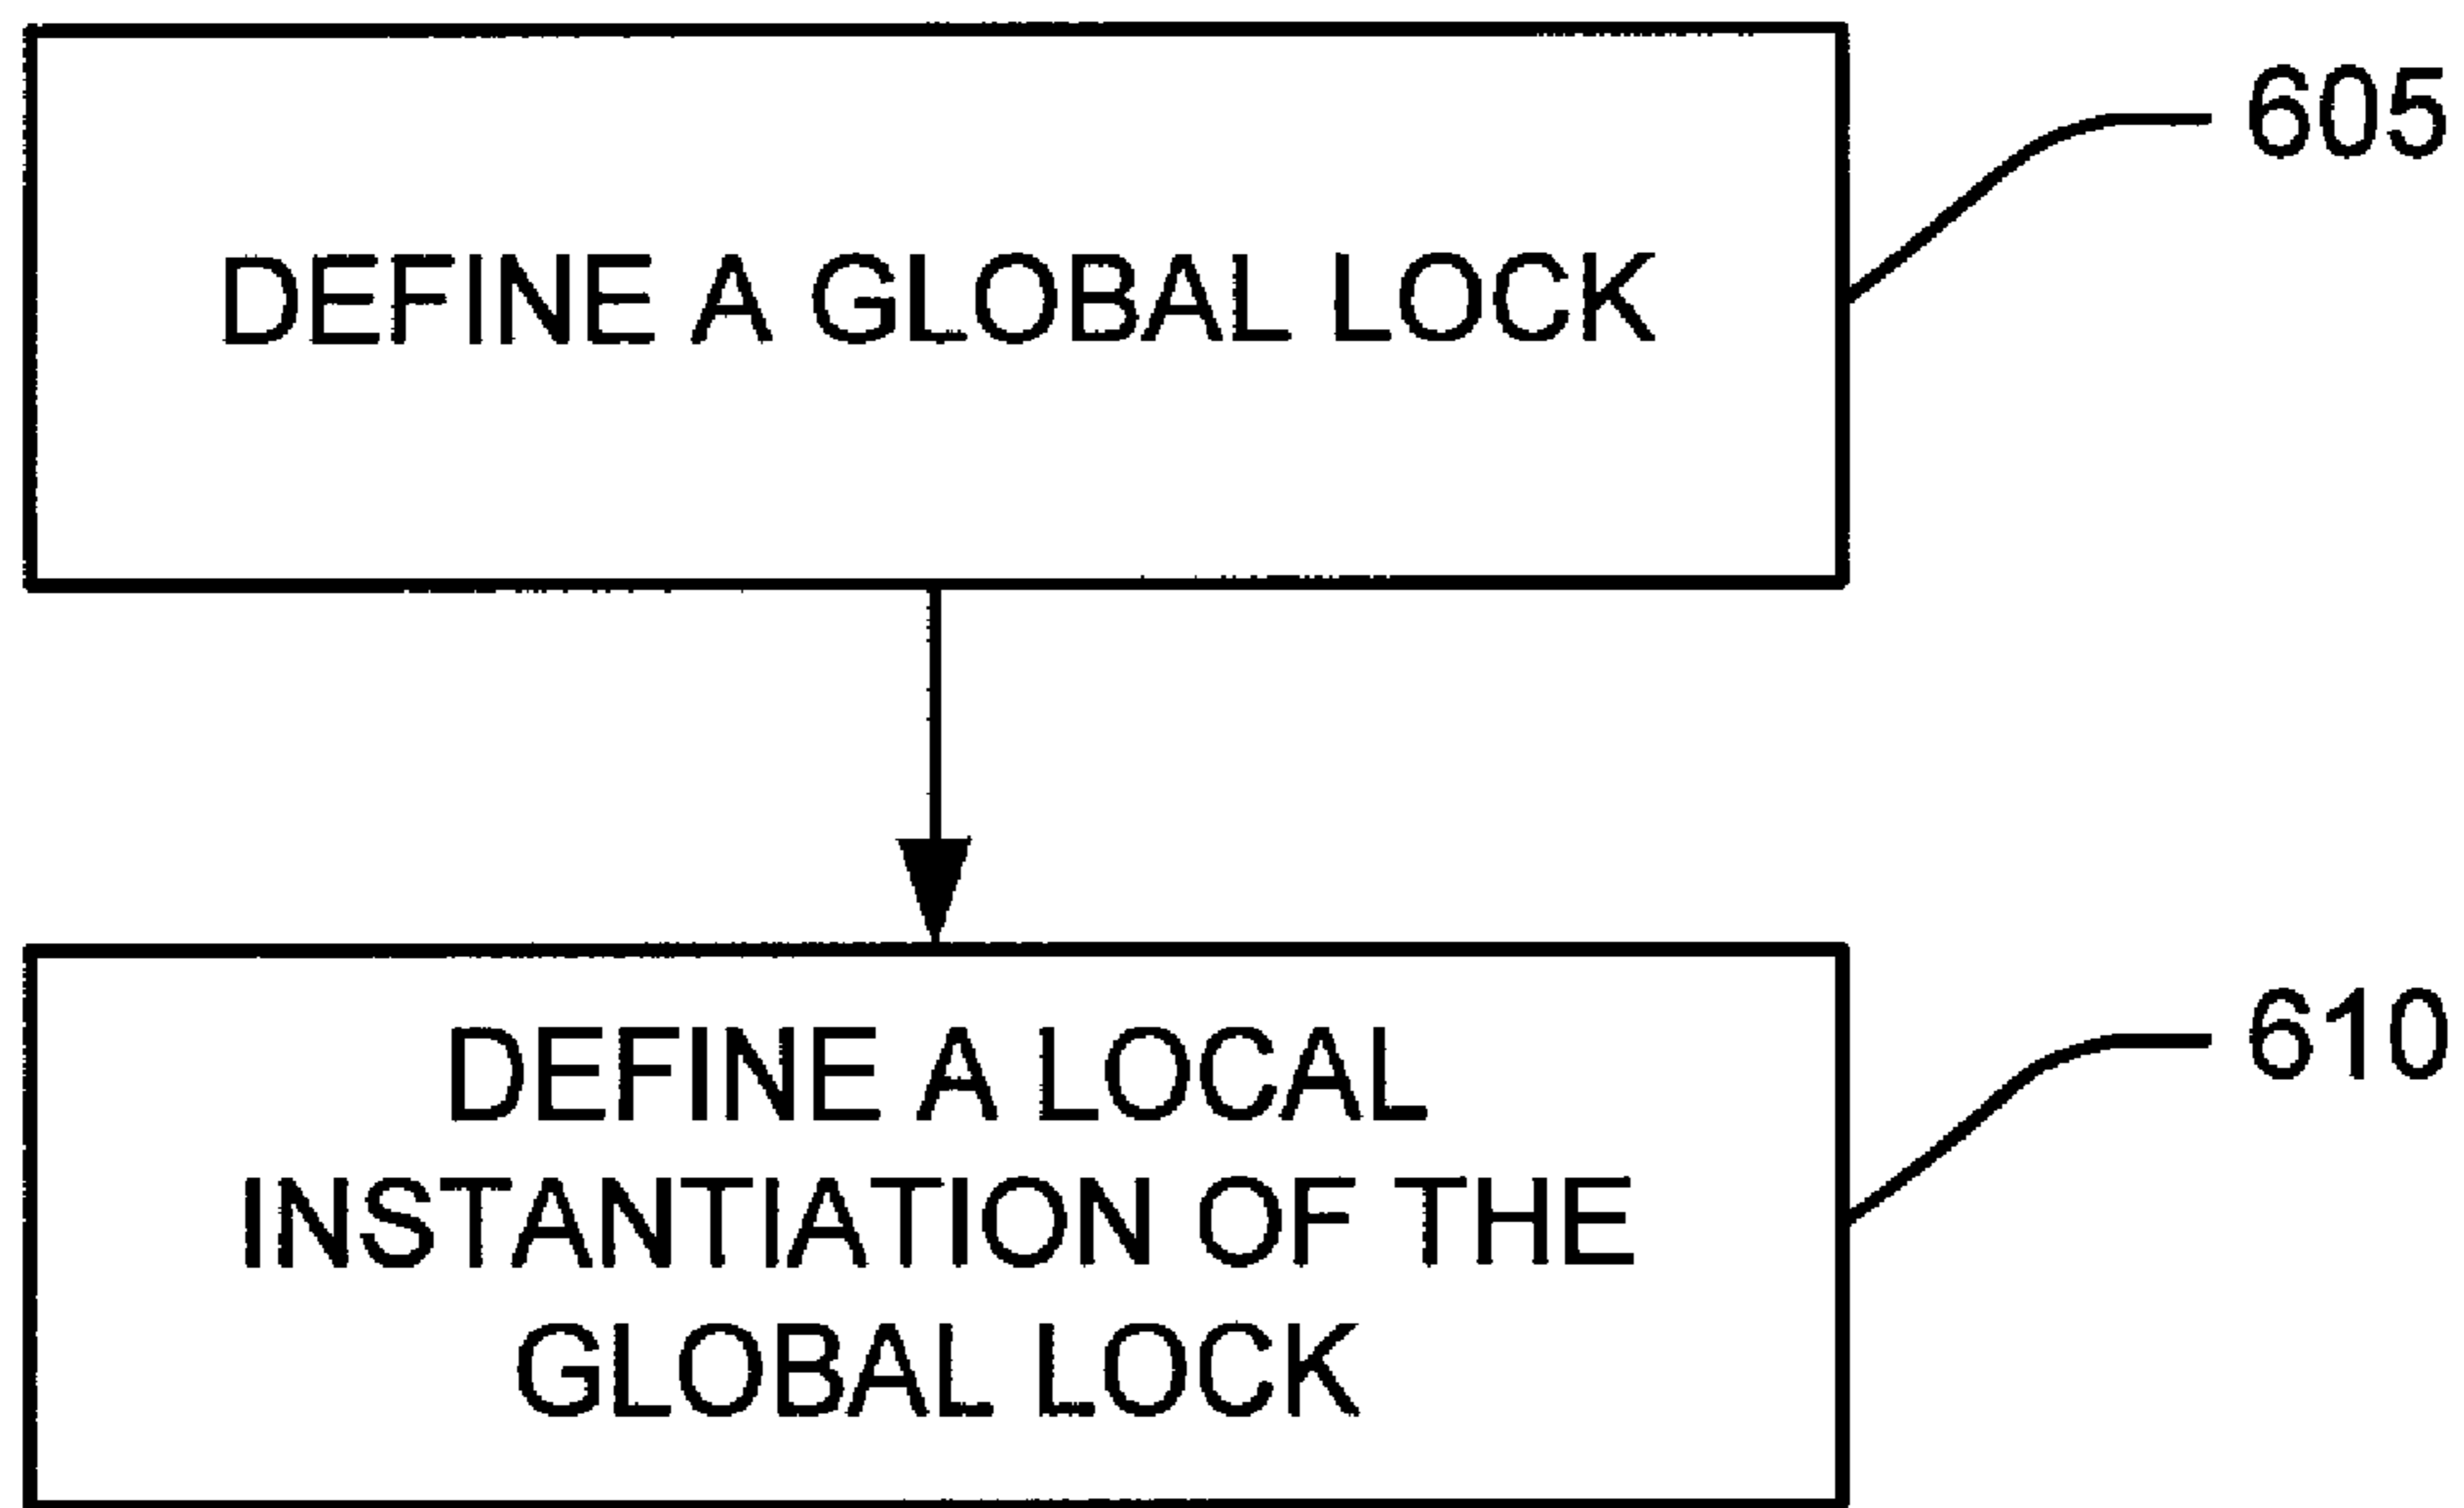 605
DEFINE A GLOBAL LOCK
610
DEFINE A LOCAL
INSTANTIATION OF THE
GLOBAL LOCK